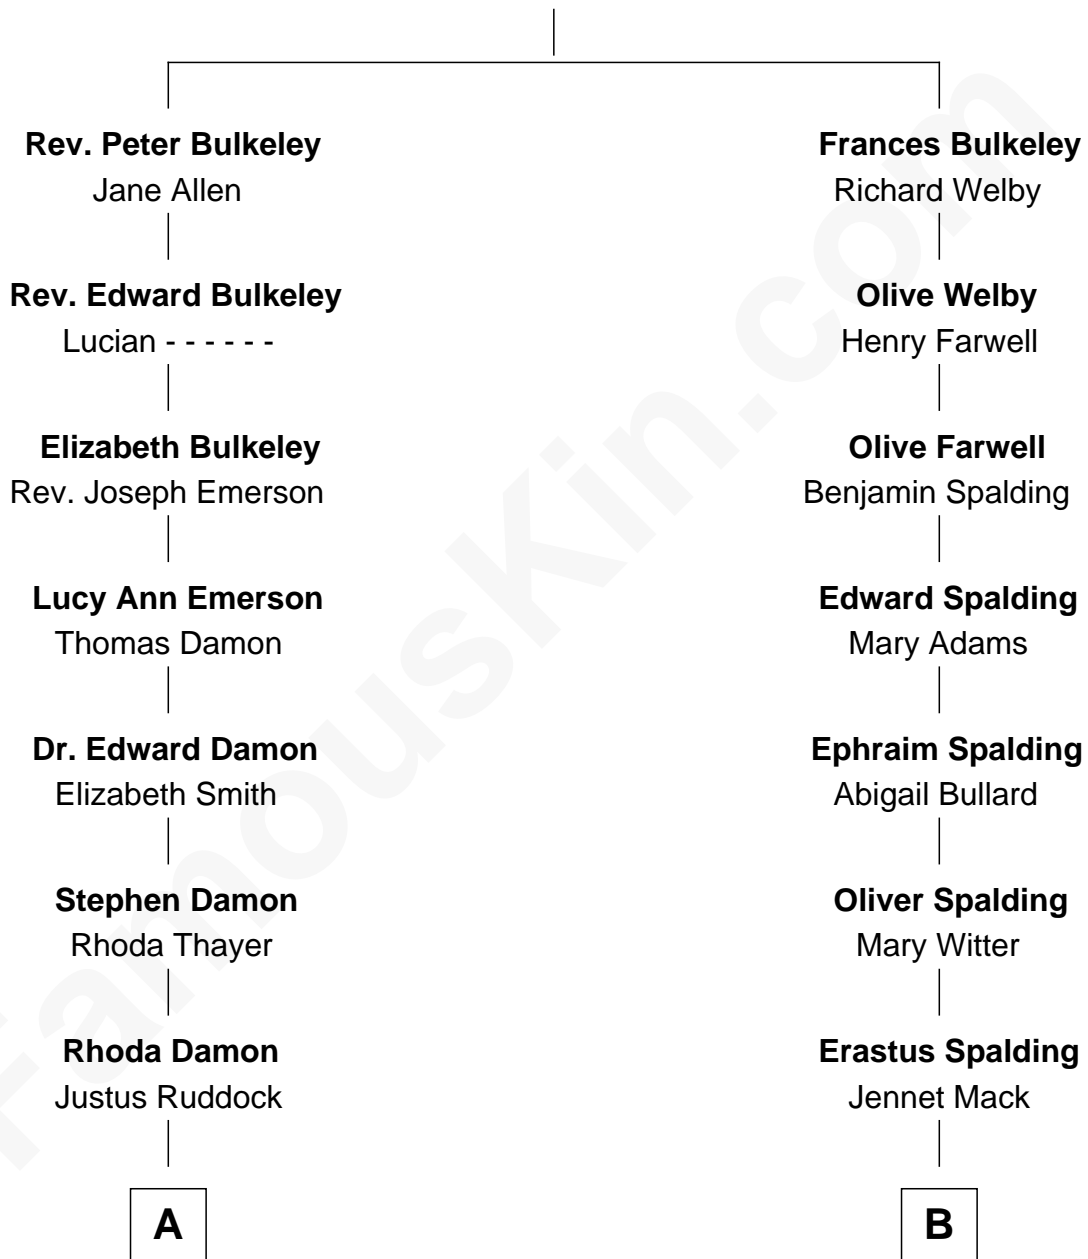 Rev. Peter Bulkeley
Jane Allen
Rev. Edward Bulkeley
Lucian - - - - - -
Elizabeth Bulkeley
Rev. Joseph Emerson
Lucy Ann Emerson
Thomas Damon
Dr. Edward Damon
Elizabeth Smith
Stephen Damon
Rhoda Thayer
Rhoda Damon
Justus Ruddock
A
Frances Bulkeley
Richard Welby
Olive Welby
Henry Farwell
Olive Farwell
Benjamin Spalding
Edward Spalding
Mary Adams
Ephraim Spalding
Abigail Bullard
Oliver Spalding
Mary Witter
Erastus Spalding
Jennet Mack
B
FamousKin.com